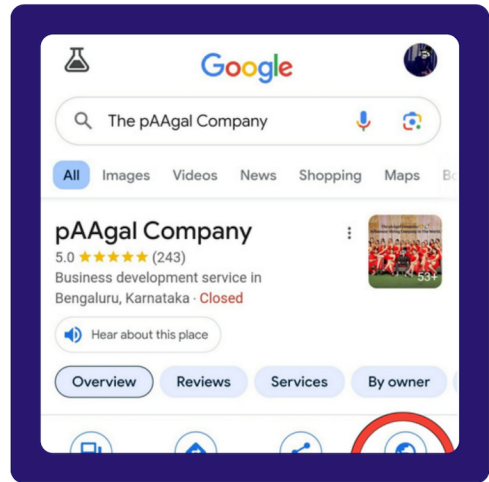 Google
The pAAgal Company
All Images Videos News Shopping Maps
pAAgal Company
5.0 ★★★★★ (243)
Business development service in
Bengaluru, Karnataka · Closed
53+
Hear about this place
Overview Reviews Services By owner